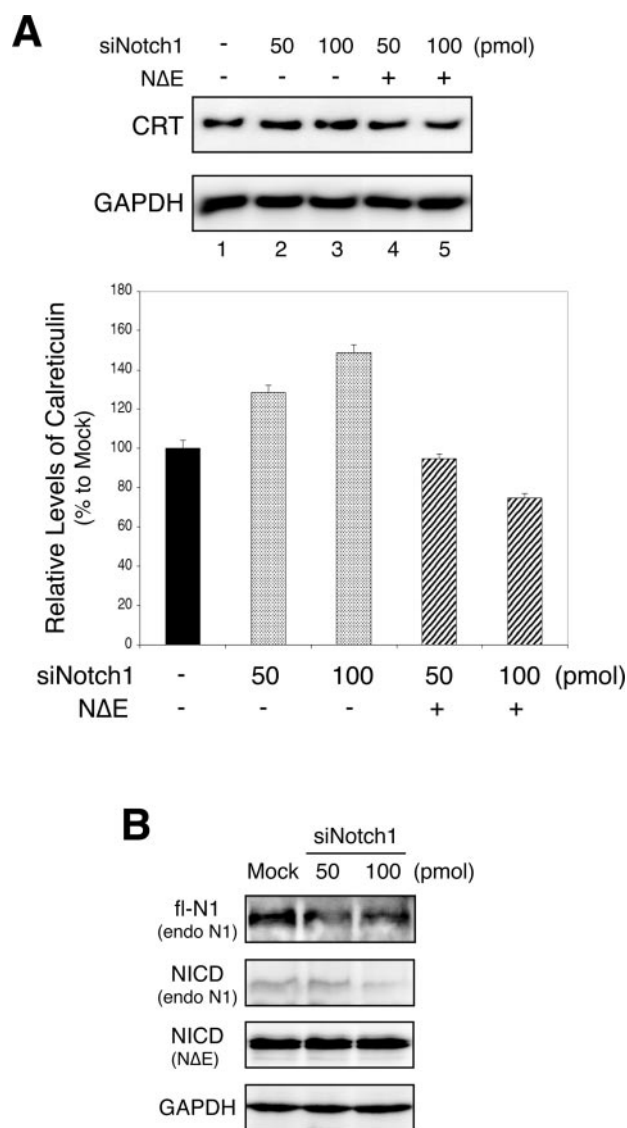 A
siNotch1 - 50 100 50 100 (pmol)
NΔE - - - + +
CRT
GAPDH
1 2 3 4 5
Relative Levels of Calreticulin
(% to Mock)
180
160
140
120
100
80
60
40
20
0
siNotch1 - 50 100 50 100 (pmol)
NΔE - - - + +
B
siNotch1
Mock 50 100 (pmol)
fl-N1
(endo N1)
NICD
(endo N1)
NICD
(NΔE)
GAPDH